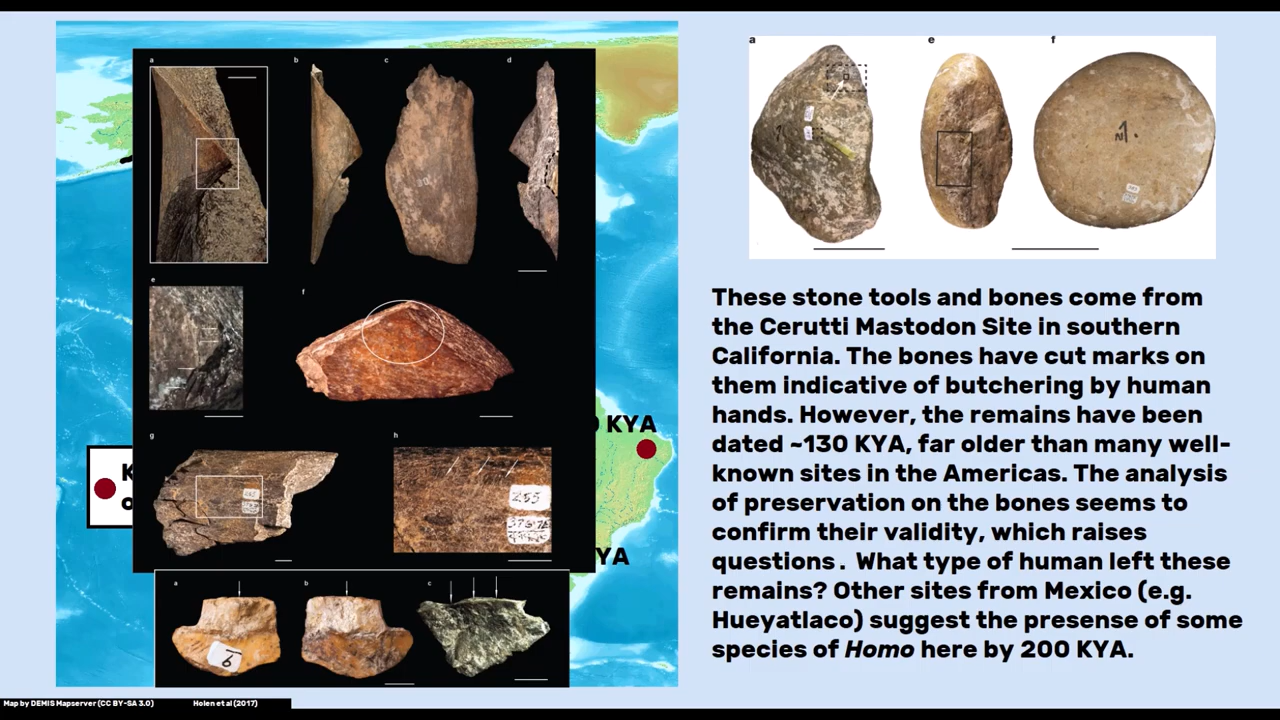 a
b
c
d
e
f
g
h
255
a
b
c
6
KYA
YA
K
o
a
e
f
These stone tools and bones come from
the Cerutti Mastodon Site in southern
California. The bones have cut marks on
them indicative of butchering by human
hands. However, the remains have been
dated ~130 KYA, far older than many well-
known sites in the Americas. The analysis
of preservation on the bones seems to
confirm their validity, which raises
questions. What type of human left these
remains? Other sites from Mexico (e.g.
Hueyatlaco) suggest the presense of some
species of Homo here by 200 KYA.
Map by DEMIS Mapserver (CC BY-SA 3.0)
Holen et al (2017)